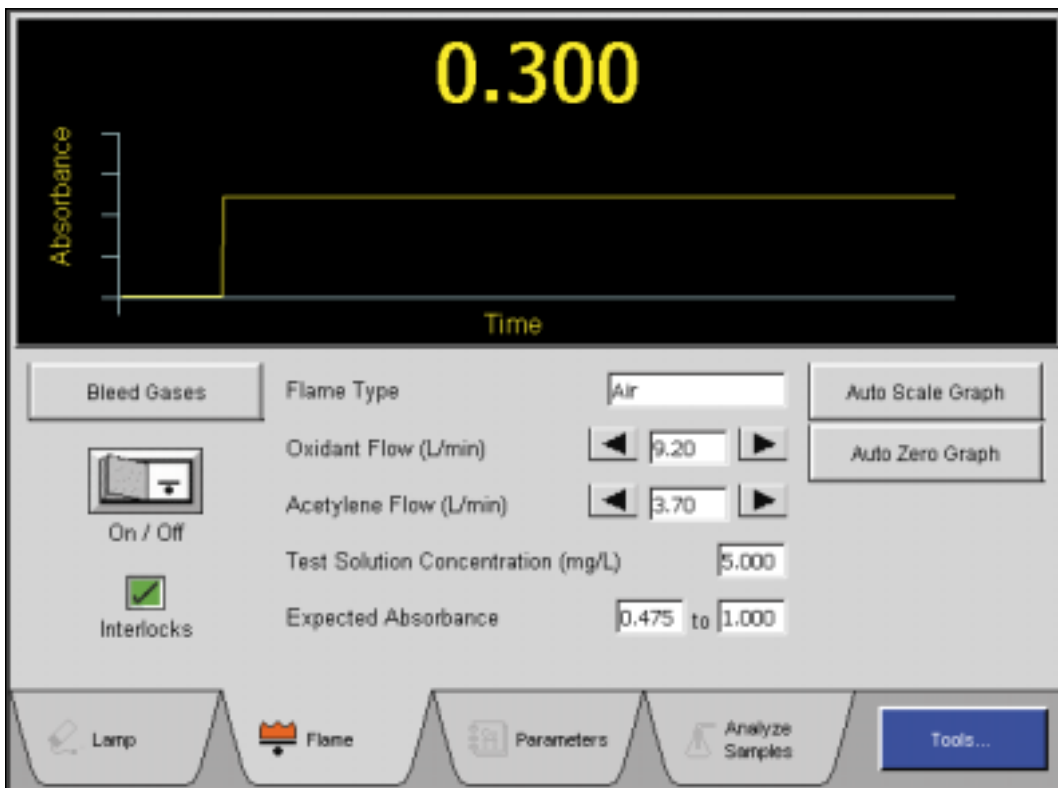 0.300
Absorbance
Time
Bleed Gases
Flame Type
Air
Auto Scale Graph
Oxidant Flow (L/min)
9.20
Auto Zero Graph
Acetylene Flow (L/min)
3.70
On / Off
Test Solution Concentration (mg/L)
5.000
Interlocks
Expected Absorbance
0.475 to 1.000
Lamp
Flame
Parameters
Analyze
Samples
Tools...